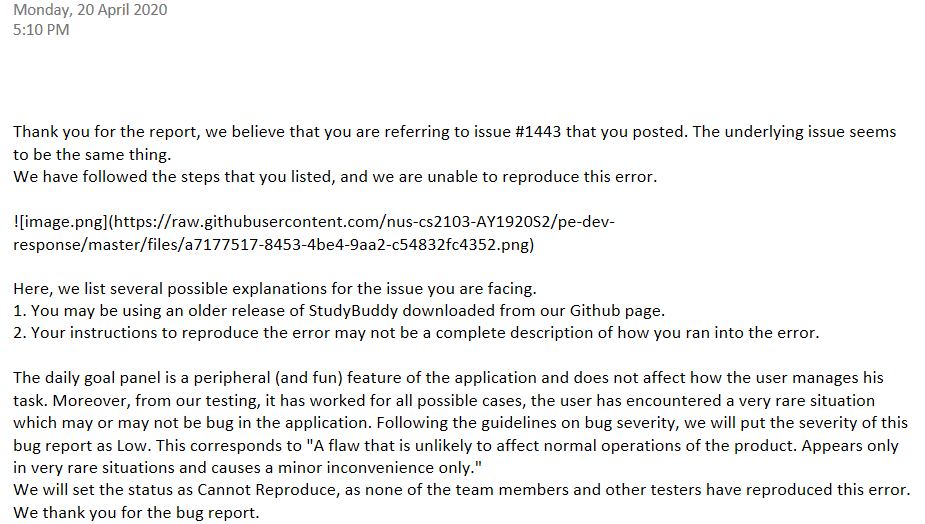 Monday, 20 April 2020
5:10 PM
Thank you for the report, we believe that you are referring to issue #1443 that you posted. The underlying issue seems
to be the same thing.
We have followed the steps that you listed, and we are unable to reproduce this error.
![image.png](https://raw.githubusercontent.com/nus-cs2103-AY1920S2/pe-dev-
response/master/files/a7177517-8453-4be4-9aa2-c54832fc4352.png)
Here, we list several possible explanations for the issue you are facing.
1. You may be using an older release of StudyBuddy downloaded from our Github page.
2. Your instructions to reproduce the error may not be a complete description of how you ran into the error.
The daily goal panel is a peripheral (and fun) feature of the application and does not affect how the user manages his
task. Moreover, from our testing, it has worked for all possible cases, the user has encountered a very rare situation
which may or may not be bug in the application. Following the guidelines on bug severity, we will put the severity of this
bug report as Low. This corresponds to "A flaw that is unlikely to affect normal operations of the product. Appears only
in very rare situations and causes a minor inconvenience only."
We will set the status as Cannot Reproduce, as none of the team members and other testers have reproduced this error.
We thank you for the bug report.